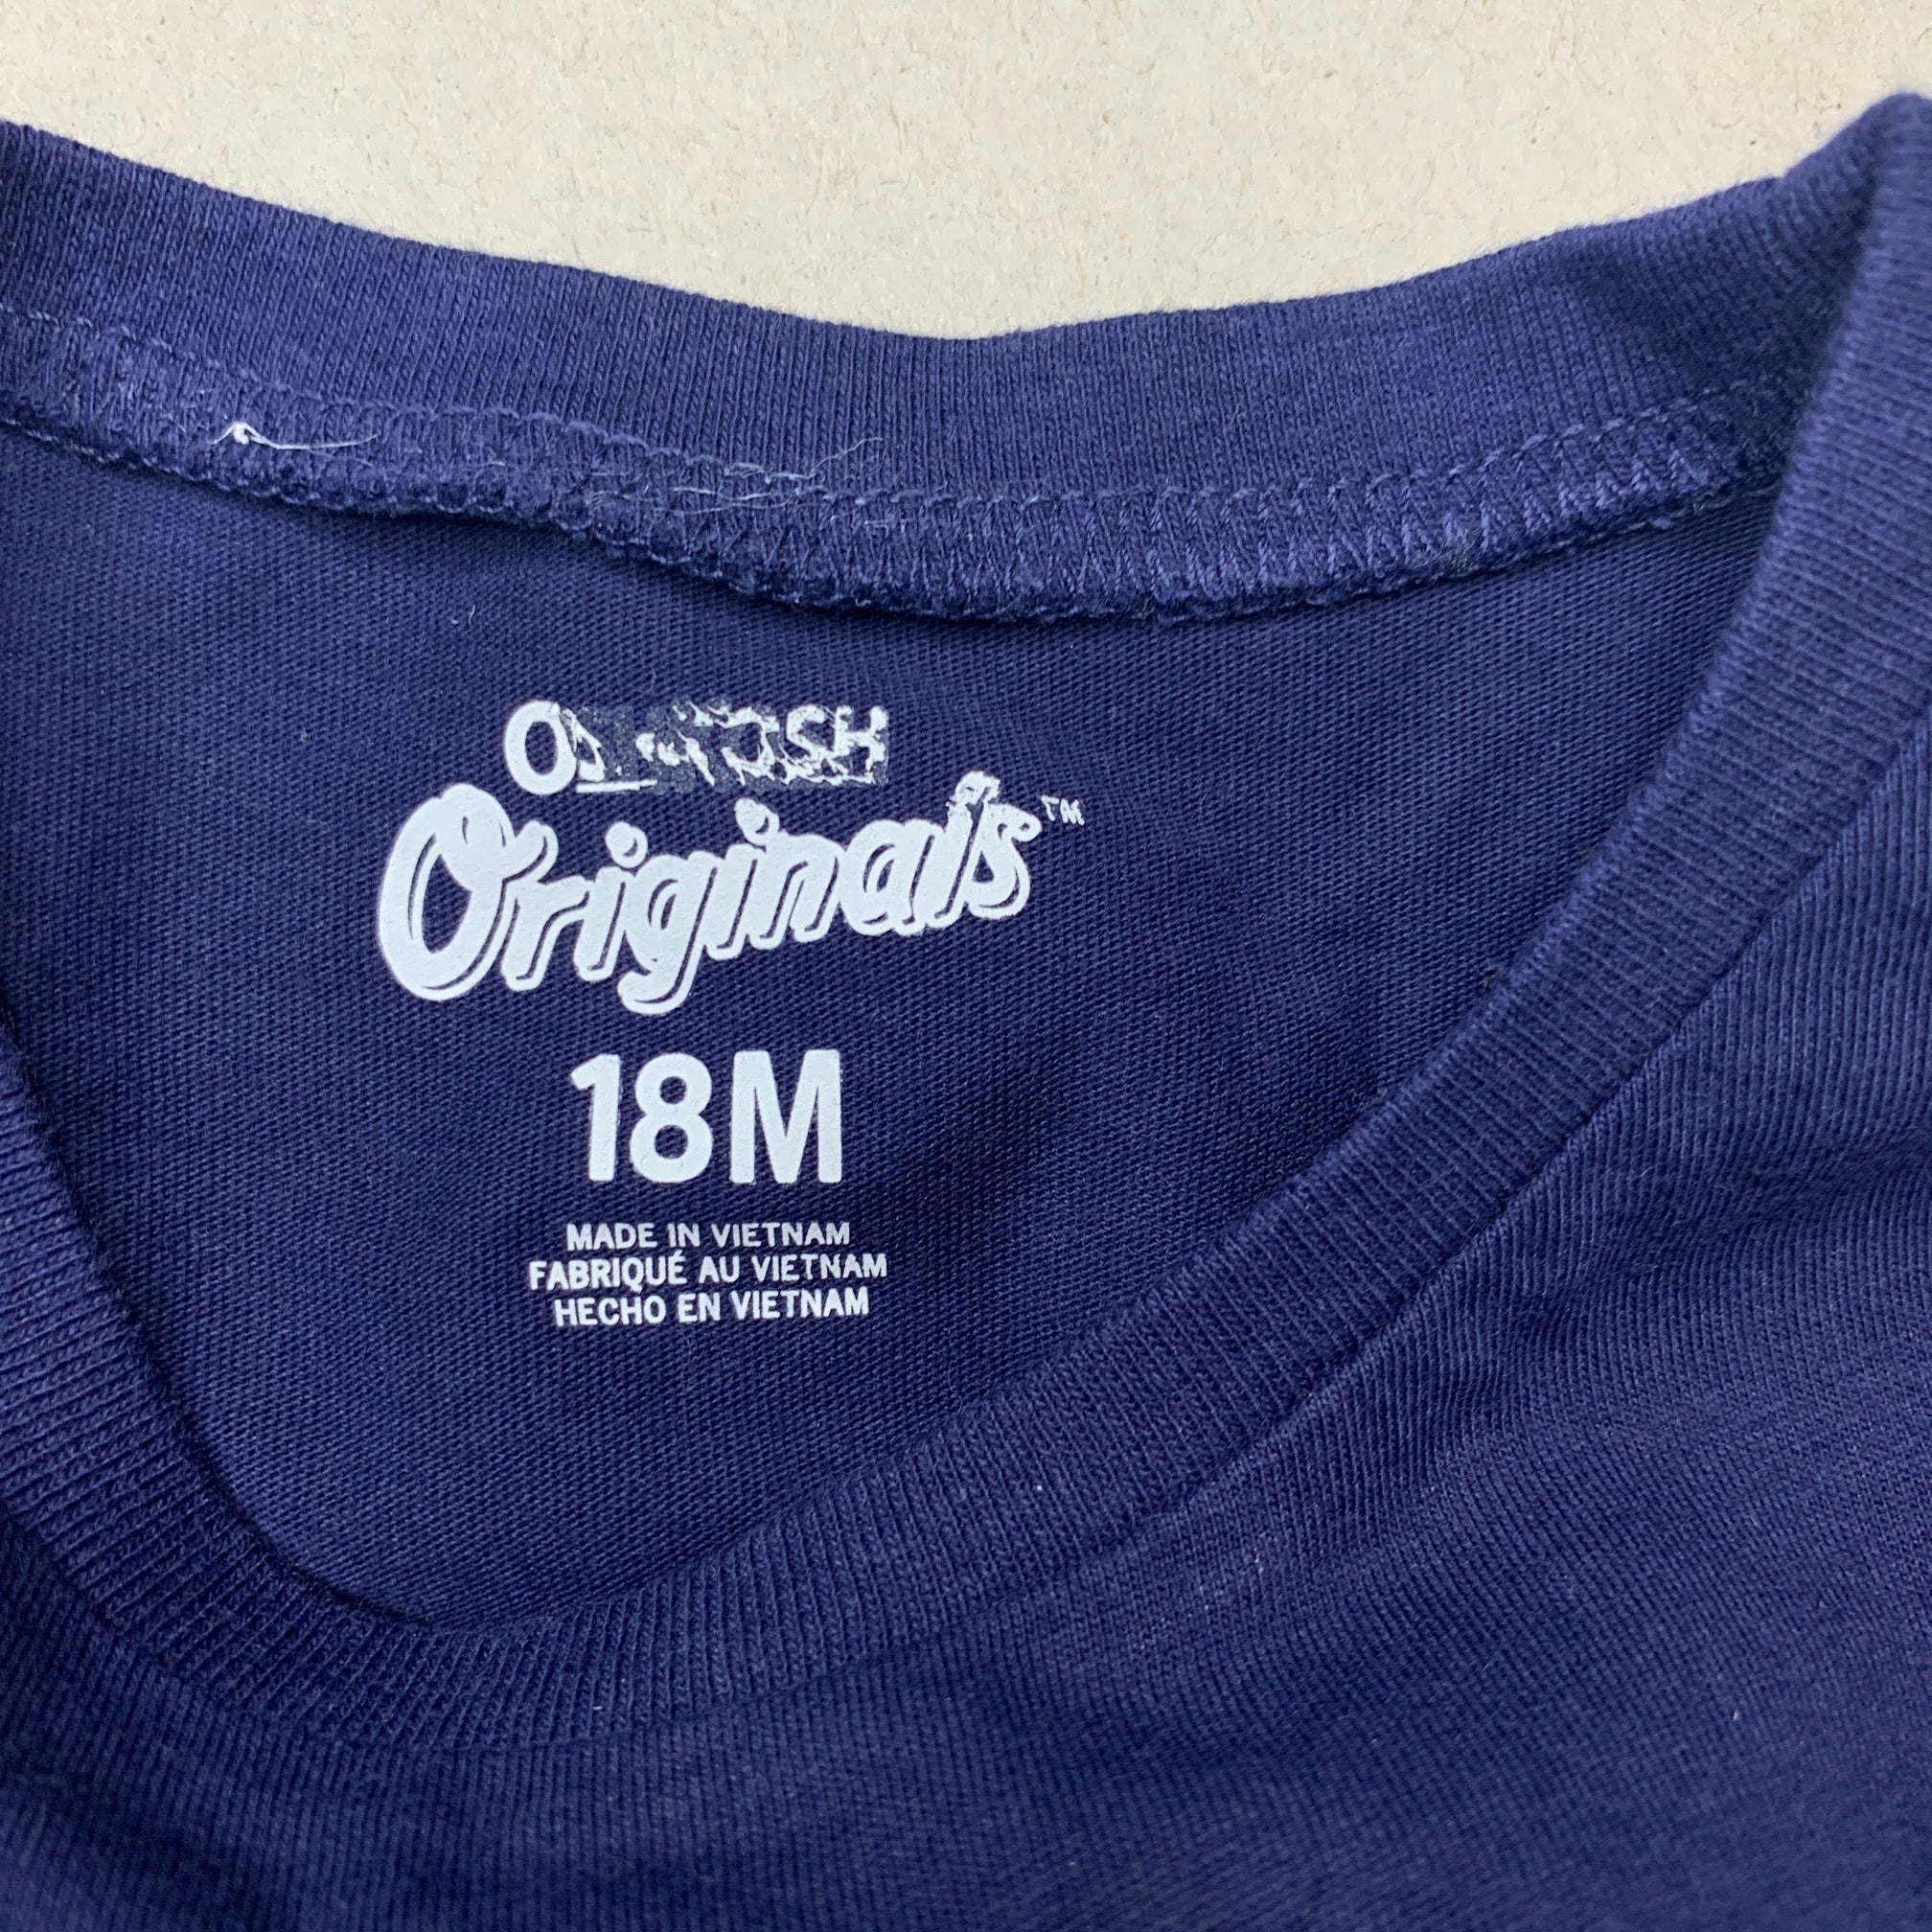 Originals™
18M
MADE IN VIETNAM
FABRIQUÉ AU VIETNAM
HECHO EN VIETNAM